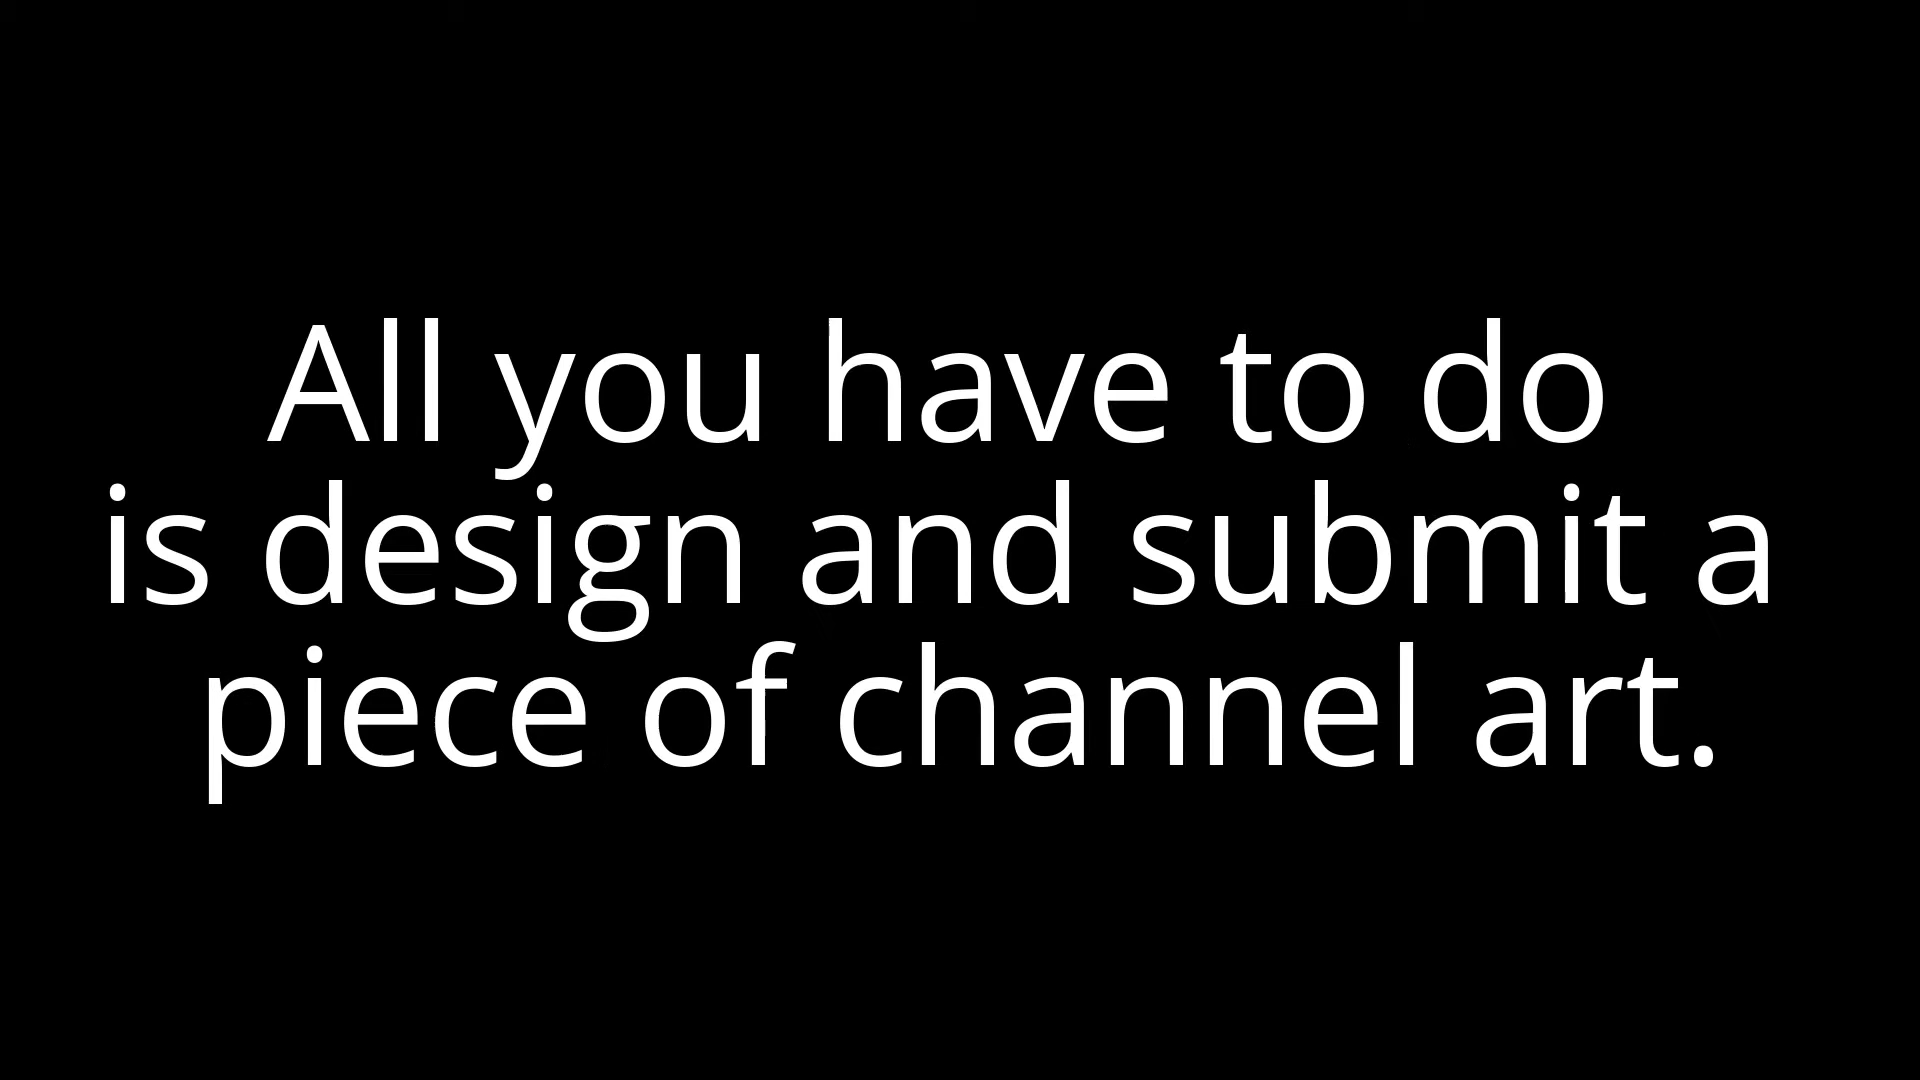 All you have to do
is design and submit a
piece of channel art.